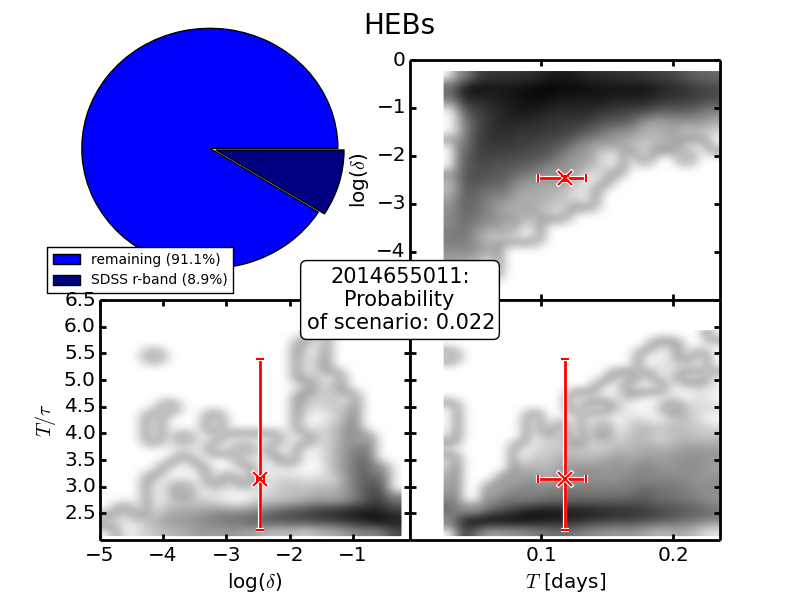 HEBs
remaining (91.1%)
SDSS r-band (8.9%)
log(δ)
0
−1
−2
−3
−4
2014655011:
Probability
of scenario: 0.022
T/τ
6.5
6.0
5.5
5.0
4.5
4.0
3.5
3.0
2.5
−5 −4 −3 −2 −1
log(δ)
0.1 0.2
T [days]